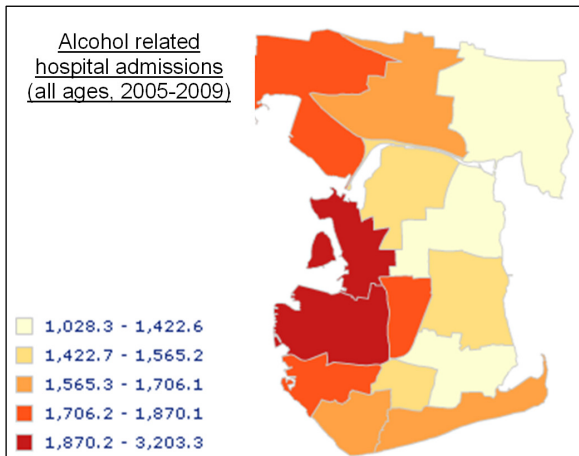 Alcohol related
hospital admissions
(all ages, 2005-2009)
1,028.3 - 1,422.6
1,422.7 - 1,565.2
1,565.3 - 1,706.1
1,706.2 - 1,870.1
1,870.2 - 3,203.3